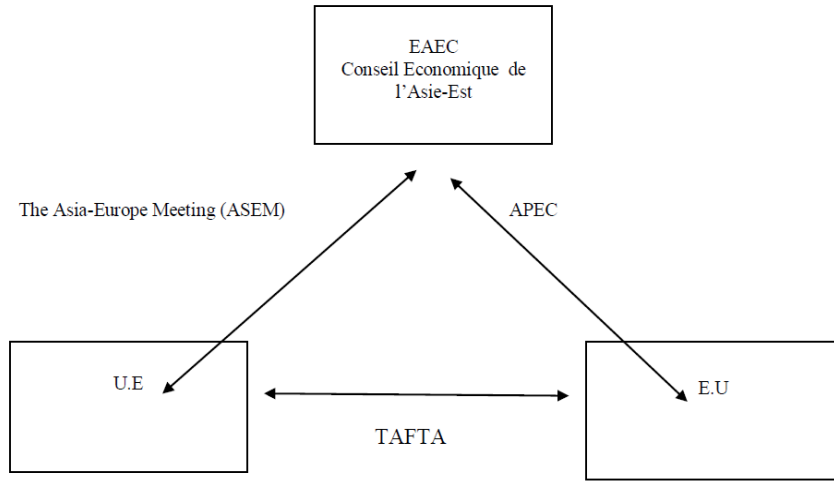 EAEC
Conseil Economique de
l'Asie-Est
The Asia-Europe Meeting (ASEM)
APEC
U.E
E.U
TAFTA